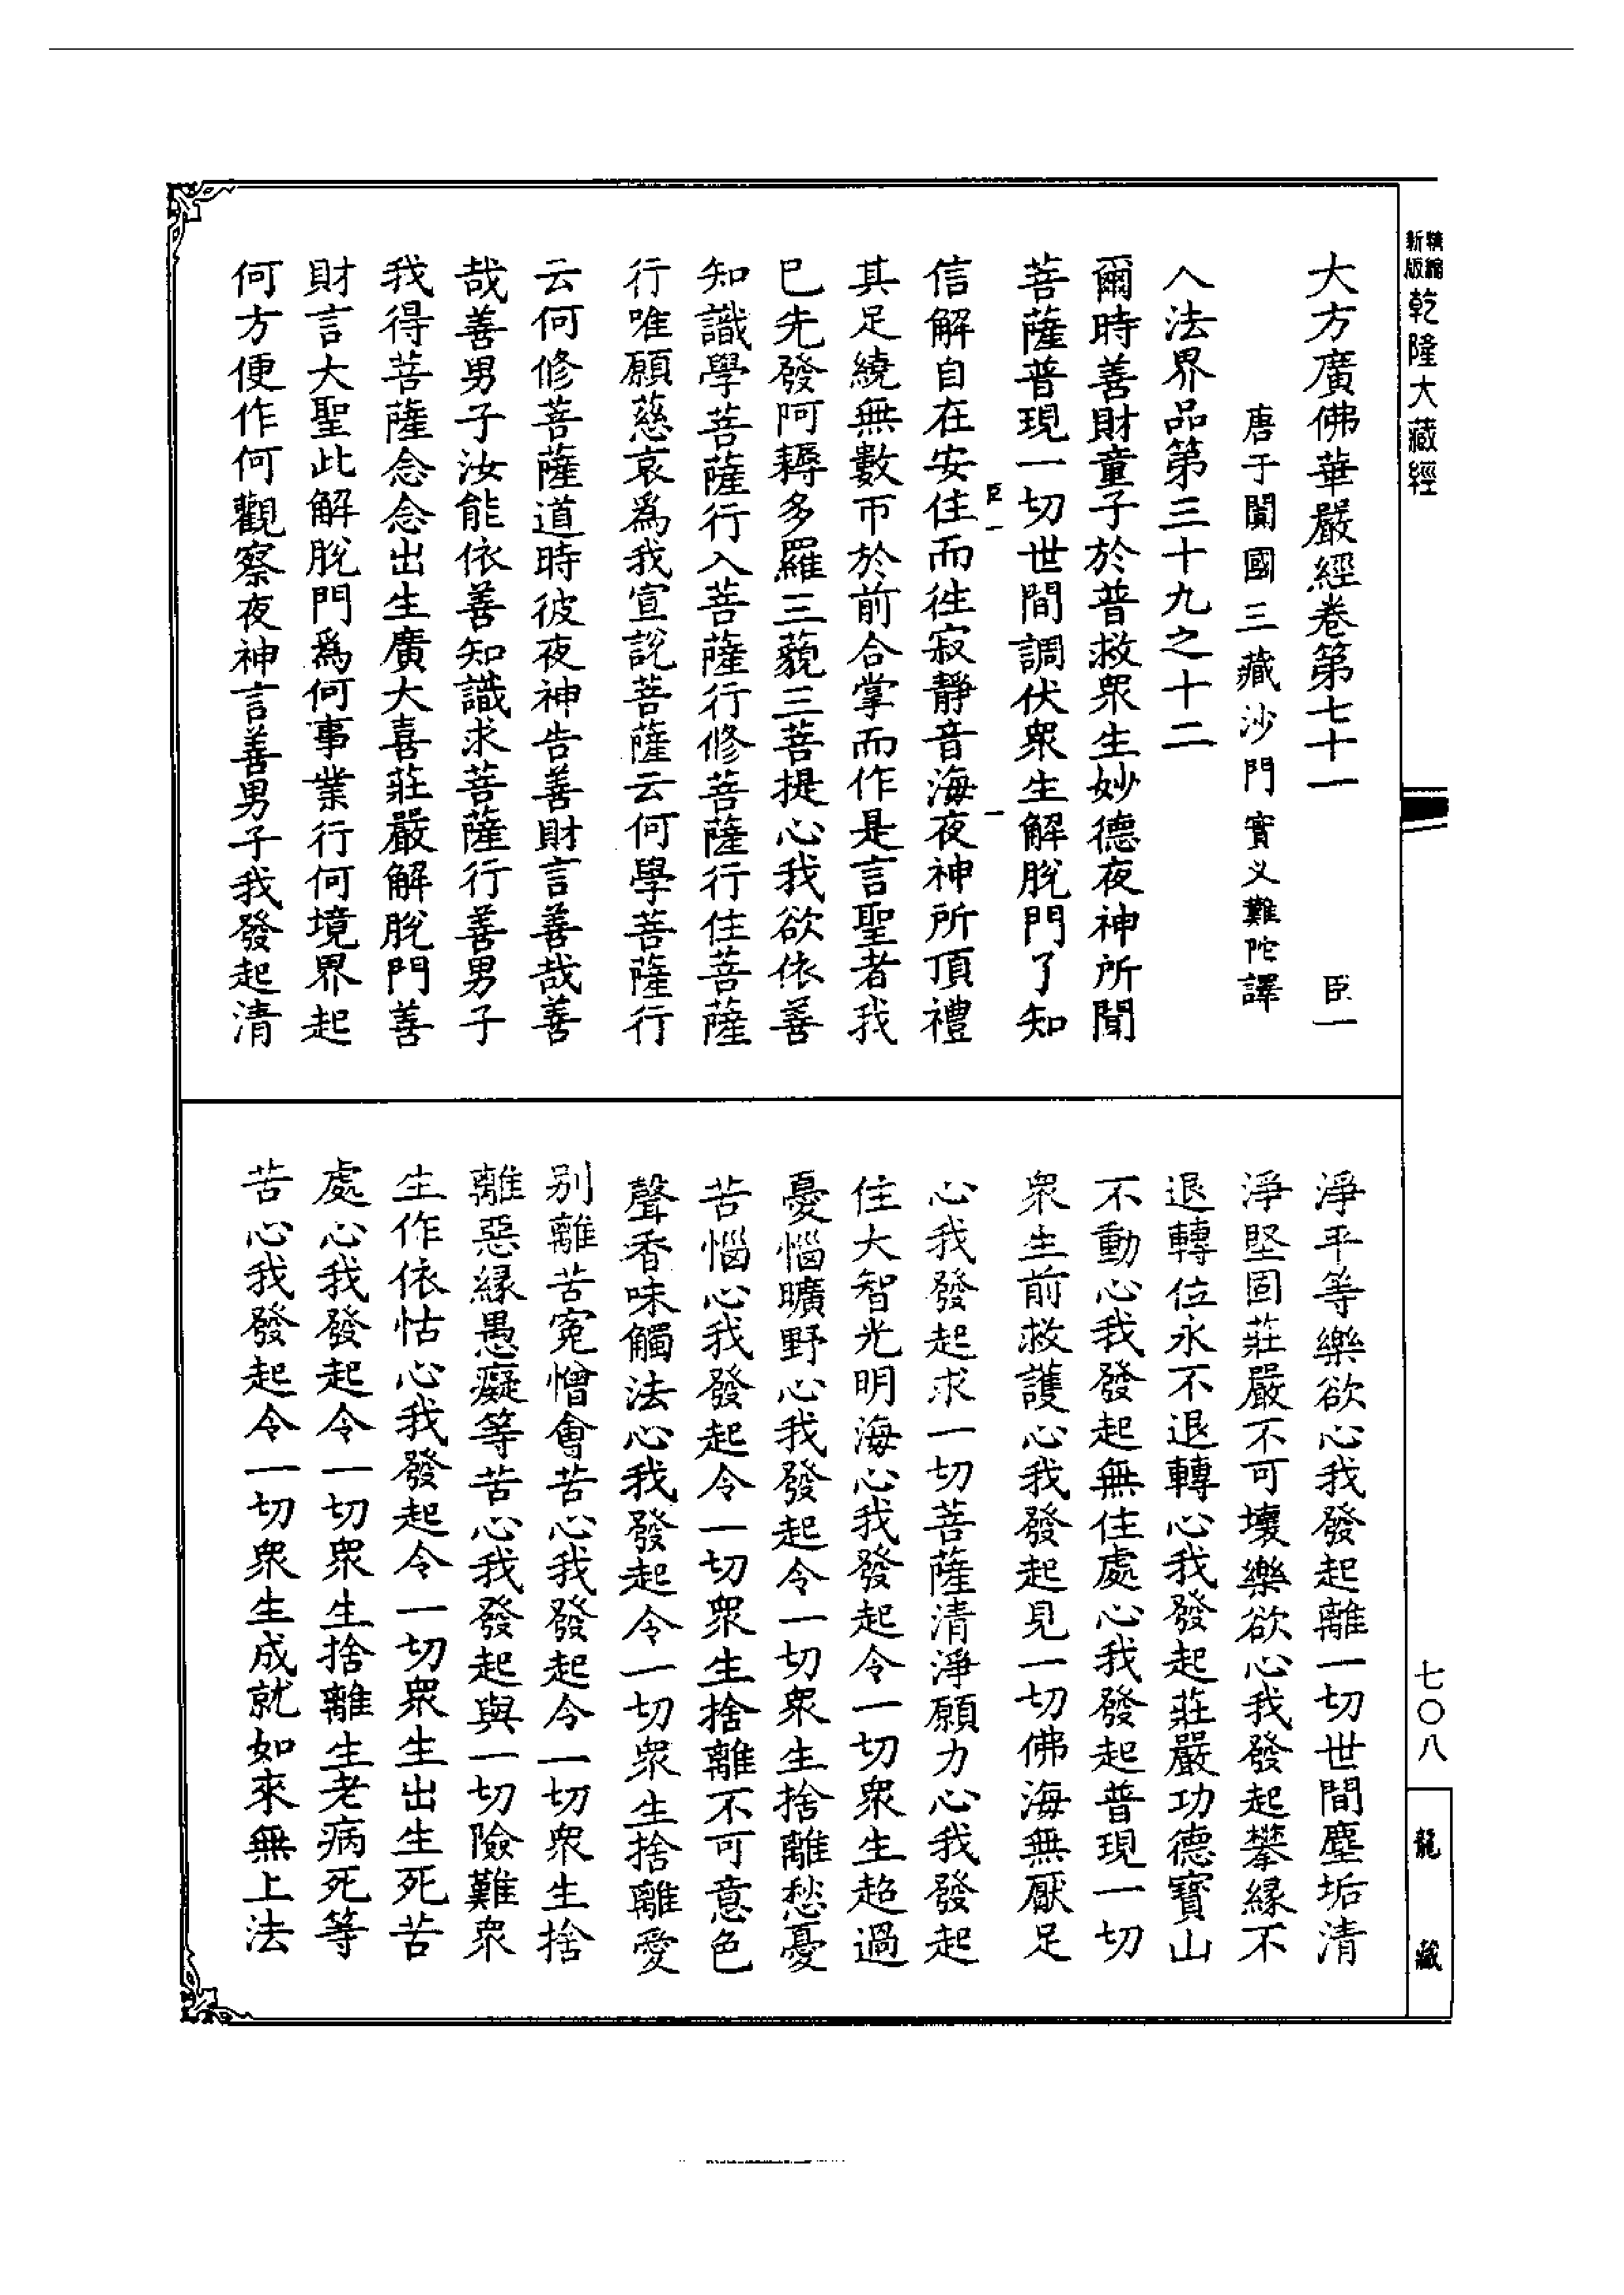 精縮
新版
乾隆大藏經
大方廣佛華嚴經卷第七十一　臣一
唐于闐國三藏沙門實义難陀譯
入法界品第三十九之十二
爾時善財童子於普救衆生妙德夜神所聞
菩薩普現一切世間調伏衆生解脫門了知
臣一
一
信解自在安住而往寂靜音海夜神所頂禮
其足繞無數帀於前合掌而作是言聖者我
巳先發阿耨多羅三藐三菩提心我欲依善
知識學菩薩行入菩薩行修菩薩行住菩薩
行唯願慈哀爲我宣說菩薩云何學菩薩行
云何修菩薩道時彼夜神告善財言善哉善
哉善男子汝能依善知識求菩薩行善男子
我得菩薩念念出生廣大喜莊嚴解脫門善
財言大聖此解脫門爲何事業行何境界起
何方便作何觀察夜神言善男子我發起清
淨平等樂欲心我發起離一切世間塵垢清
淨堅固莊嚴不可壞樂欲心我發起攀緣不
退轉位永不退轉心我發起莊嚴功德寶山
不動心我發起無住處心我發起普現一切
衆生前救護心我發起見一切佛海無厭足
心我發起求一切菩薩清淨願力心我發起
住大智光明海心我發起令一切衆生超過
憂惱曠野心我發起令一切衆生捨離愁憂
苦惱心我發起令一切衆生捨離不可意色
聲香味觸法心我發起令一切衆生捨離愛
別離苦冤憎會苦心我發起令一切衆生捨
離惡緣愚癡等苦心我發起與一切險難衆
生作依怙心我發起令一切衆生出生死苦
處心我發起令一切衆生捨離生老病死等
苦心我發起令一切衆生成就如來無上法
七〇八
龍藏